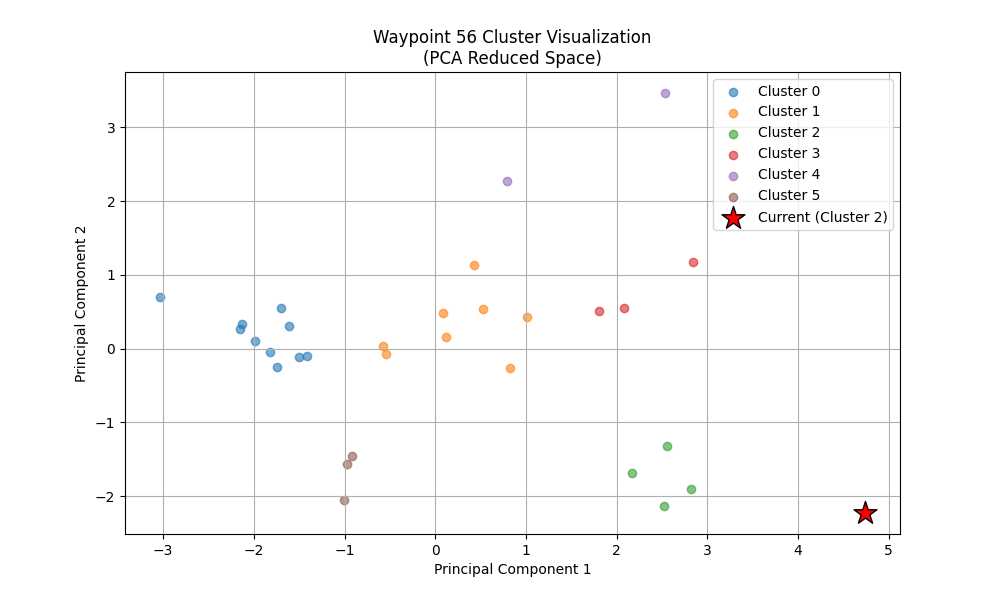 Waypoint 56 Cluster Visualization
(PCA Reduced Space)
Cluster 0
Cluster 1
Cluster 2
Cluster 3
Cluster 4
Cluster 5
Current (Cluster 2)
Principal Component 2
3
2
1
0
−1
−2
−3
−2
−1
0
1
2
3
4
5
Principal Component 1